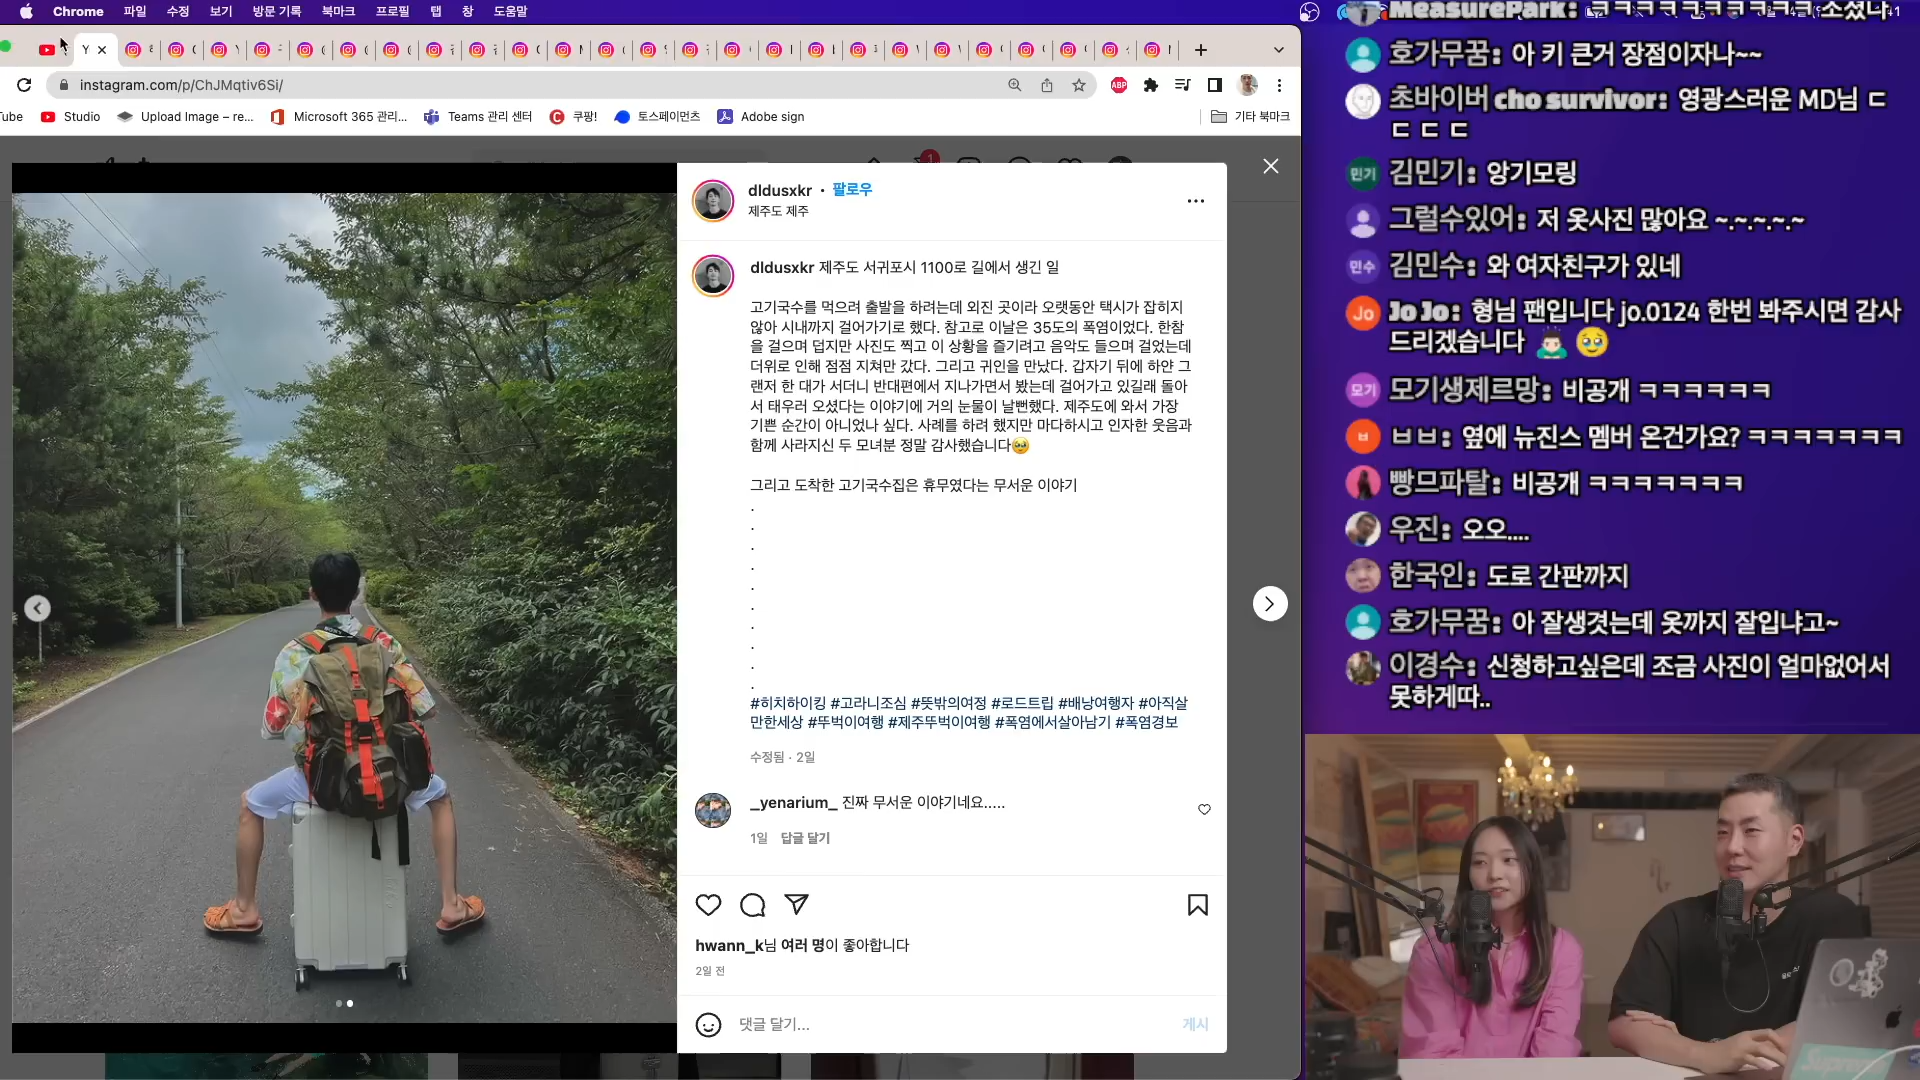 Chrome 파일 수정 보기 방문 기록 북마크 프로필 탭 창 도움말
instagram.com/p/ChJMqtiv6Si/
ABP
Tube Studio Upload Image – re... Microsoft 365 관리... Teams 관리 센터 쿠팡! 토스페이먼츠 Adobe sign 기타 북마크
1
dldusxkr • 팔로우
제주도 제주
dldusxkr 제주도 서귀포시 1100로 길에서 생긴 일
고기국수를 먹으려 출발을 하려는데 외진 곳이라 오랫동안 택시가 잡히지
않아 시내까지 걸어가기로 했다. 참고로 이날은 35도의 폭염이었다. 한참
을 걸으며 덥지만 사진도 찍고 이 상황을 즐기려고 음악도 들으며 걸었는데
더위로 인해 점점 지쳐만 갔다. 그리고 귀인을 만났다. 갑자기 뒤에 하얀 그
랜저 한 대가 서더니 반대편에서 지나가면서 봤는데 걸어가고 있길래 돌아
서 태우러 오셨다는 이야기에 거의 눈물이 날뻔했다. 제주도에 와서 가장
기쁜 순간이 아니었나 싶다. 사례를 하려 했지만 마다하시고 인자한 웃음과
함께 사라지신 두 모녀분 정말 감사했습니다🥹
그리고 도착한 고기국수집은 휴무였다는 무서운 이야기
.
.
.
.
.
.
.
.
.
.
#히치하이킹 #고라니조심 #뜻밖의여정 #로드트립 #배낭여행자 #아직살
만한세상 #뚜벅이여행 #제주뚜벅이여행 #폭염에서살아남기 #폭염경보
수정됨 · 2일
_yenarium_ 진짜 무서운 이야기네요.....
1일 답글 달기
hwann_k님 여러 명이 좋아합니다
2일 전
댓글 달기...
게시
MeasurePark: ㅋㅋㅋㅋㅋㅋㅋㅋㅋㅋ
호가무꿈: 아 키 큰거 장점이자나~~
초바이버 cho survivor: 영광스러운 MD님 ㄷ
ㄷ ㄷ ㄷ
민기 김민기: 앙기모링
그럴수있어: 저 옷사진 많아요 ~.~.~.~.~
민수 김민수: 와 여자친구가 있네
Jo Jo Jo: 형님 팬입니다 jo.0124 한번 봐주시면 감사
드리겠습니다 🙇🏻‍♂️ 🥹
모기 모기생제르망: 비공개 ㅋㅋㅋㅋㅋㅋ
ㅂ ㅂㅂ: 옆에 뉴진스 멤버 온건가요? ㅋㅋㅋㅋㅋㅋㅋ
빵므파탈: 비공개 ㅋㅋㅋㅋㅋㅋㅋ
우진: 오오....
한국인: 도로 간판까지
호가무꿈: 아 잘생겻는데 옷까지 잘입냐고~
이경수: 신청하고싶은데 조금 사진이 얼마없어서
못하게따..
Supreme